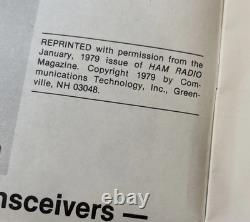 REPRINTED with permission from the
January, 1979 issue of HAM RADIO
Magazine. Copyright 1979 by Com-
munications Technology, Inc., Green-
ville, NH 03048.
nsceivers —